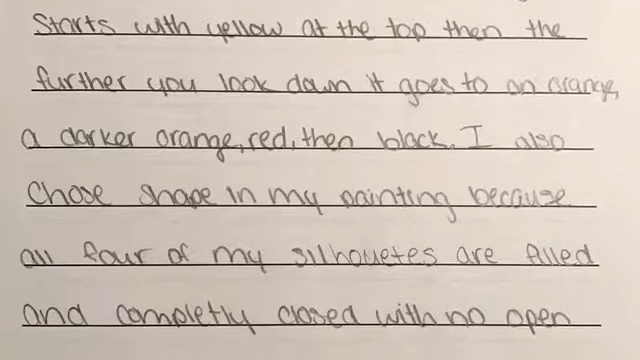 Starts with yellow at the top then the
further you look down it goes to an orange,
a darker orange, red, then black. I also
chose shape in my painting because
all four of my silhouetes are filled
and completly closed with no open